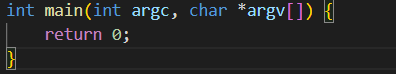 int main(int argc, char *argv[]) {
    return 0;
}